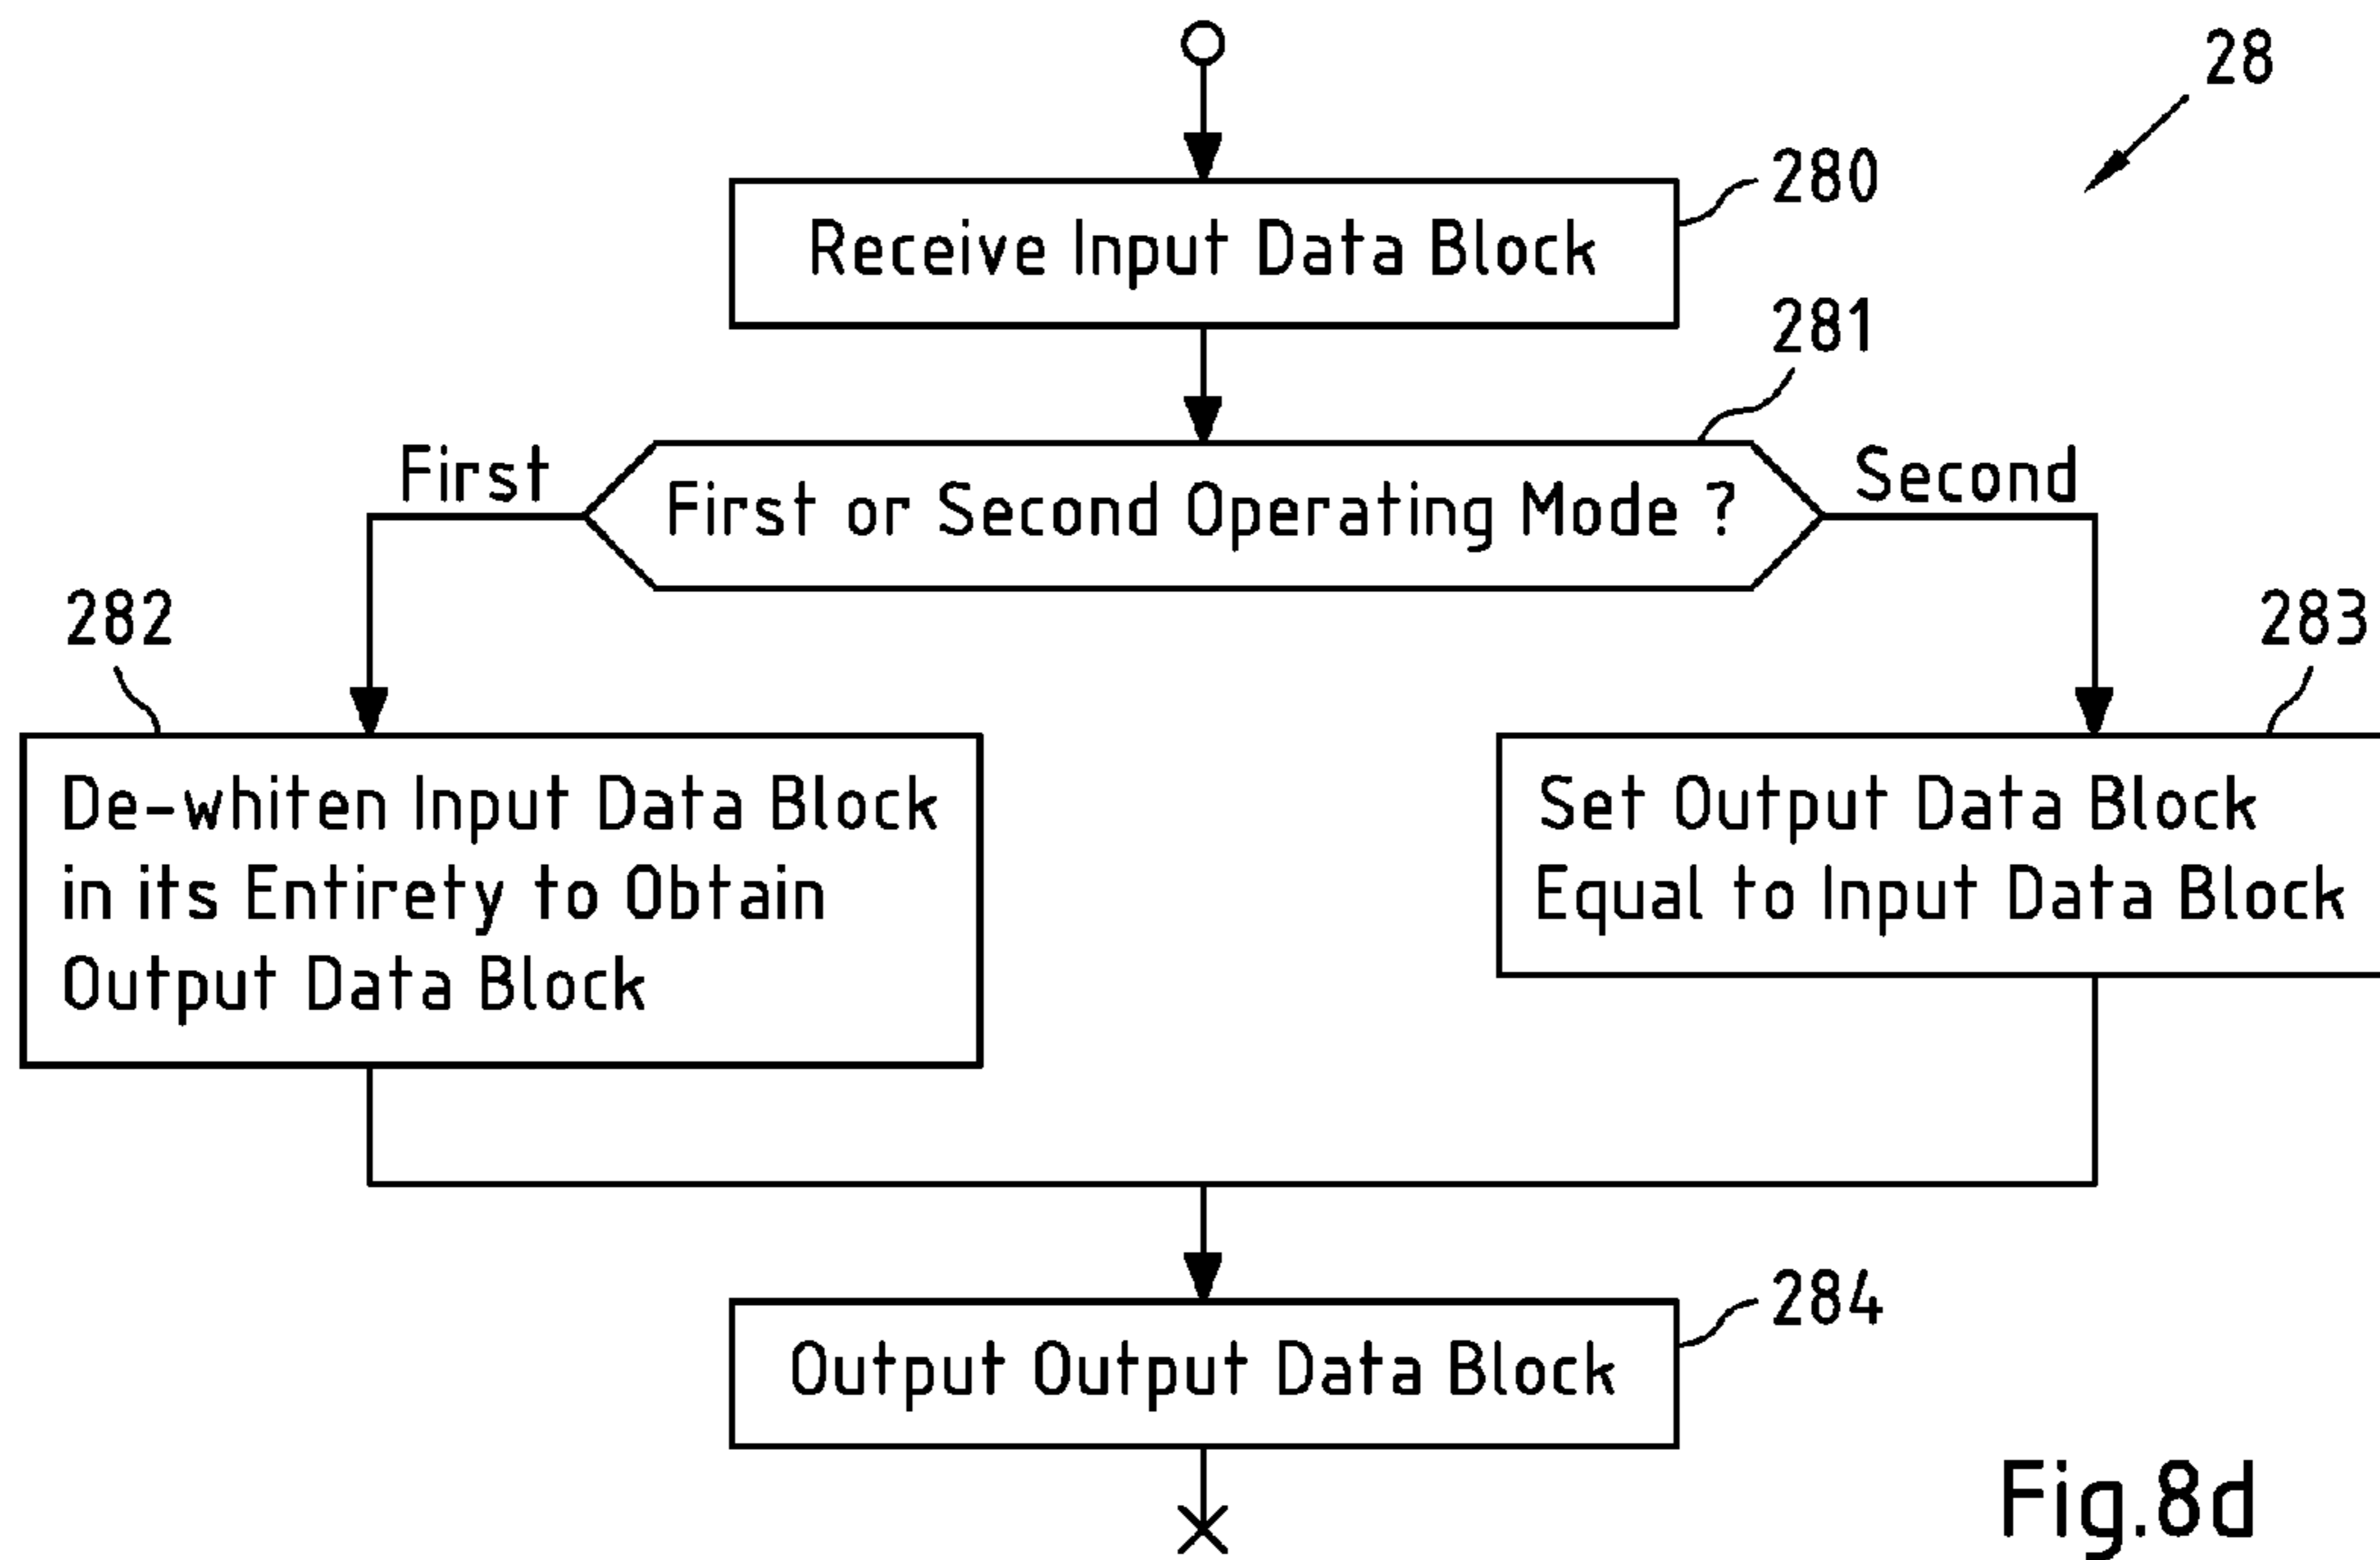 28
280
Receive Input Data Block
281
First
First or Second Operating Mode ?
Second
282
283
De-whiten Input Data Block
in its Entirety to Obtain
Output Data Block
Set Output Data Block
Equal to Input Data Block
284
Output Output Data Block
Fig.8d